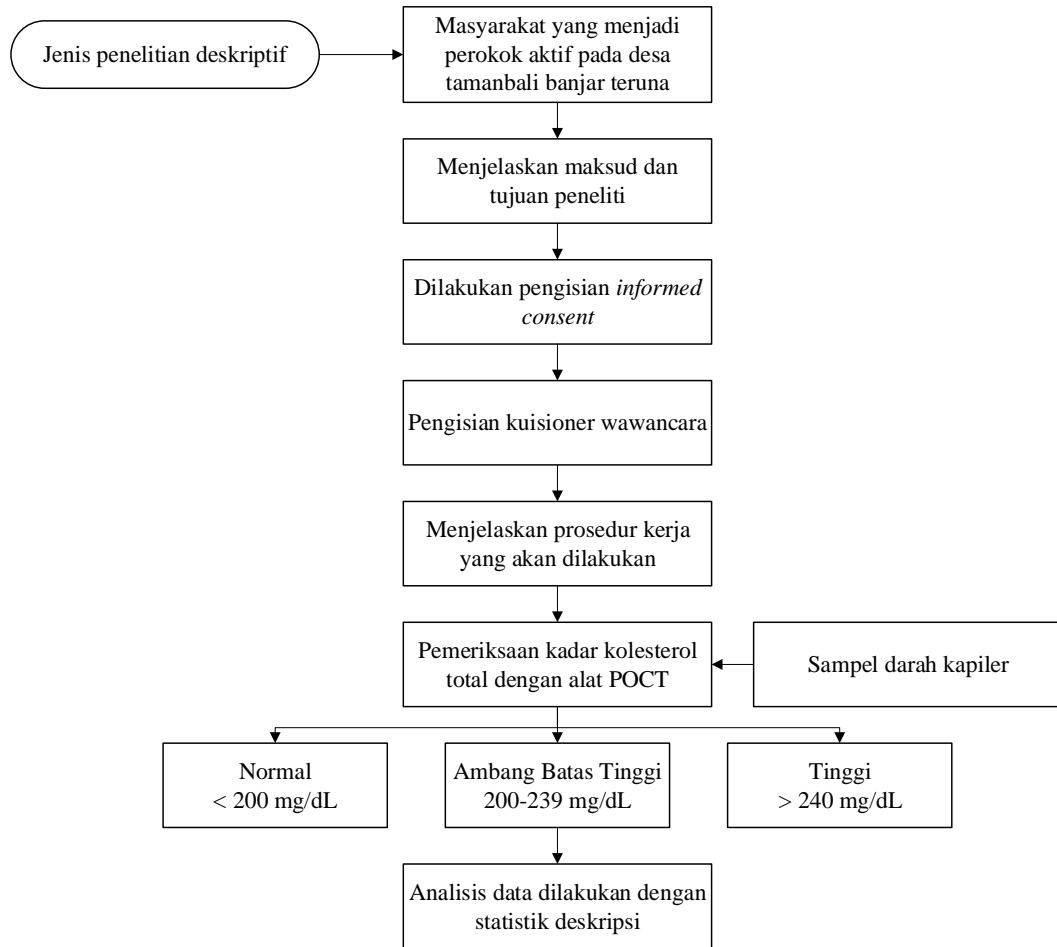 Jenis penelitian deskriptif
Masyarakat yang menjadi
perokok aktif pada desa
tamanbali banjar teruna
Menjelaskan maksud dan
tujuan peneliti
Dilakukan pengisian informed
consent
Pengisian kuisioner wawancara
Menjelaskan prosedur kerja
yang akan dilakukan
Pemeriksaan kadar kolesterol
total dengan alat POCT
Sampel darah kapiler
Normal
< 200 mg/dL
Ambang Batas Tinggi
200-239 mg/dL
Tinggi
> 240 mg/dL
Analisis data dilakukan dengan
statistik deskripsi